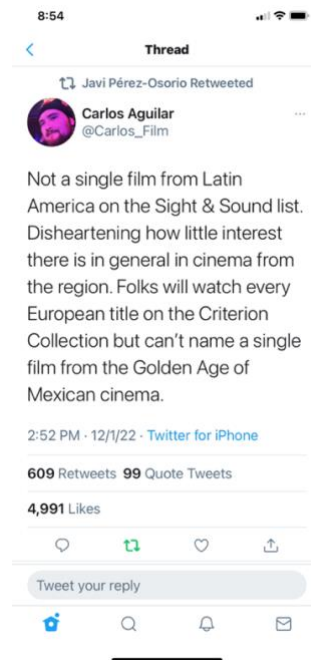 8:54
Thread
Javi Pérez-Osorio Retweeted
Carlos Aguilar
@Carlos_Film
Not a single film from Latin
America on the Sight & Sound list.
Disheartening how little interest
there is in general in cinema from
the region. Folks will watch every
European title on the Criterion
Collection but can't name a single
film from the Golden Age of
Mexican cinema.
2:52 PM · 12/1/22 · Twitter for iPhone
609 Retweets 99 Quote Tweets
4,991 Likes
Tweet your reply